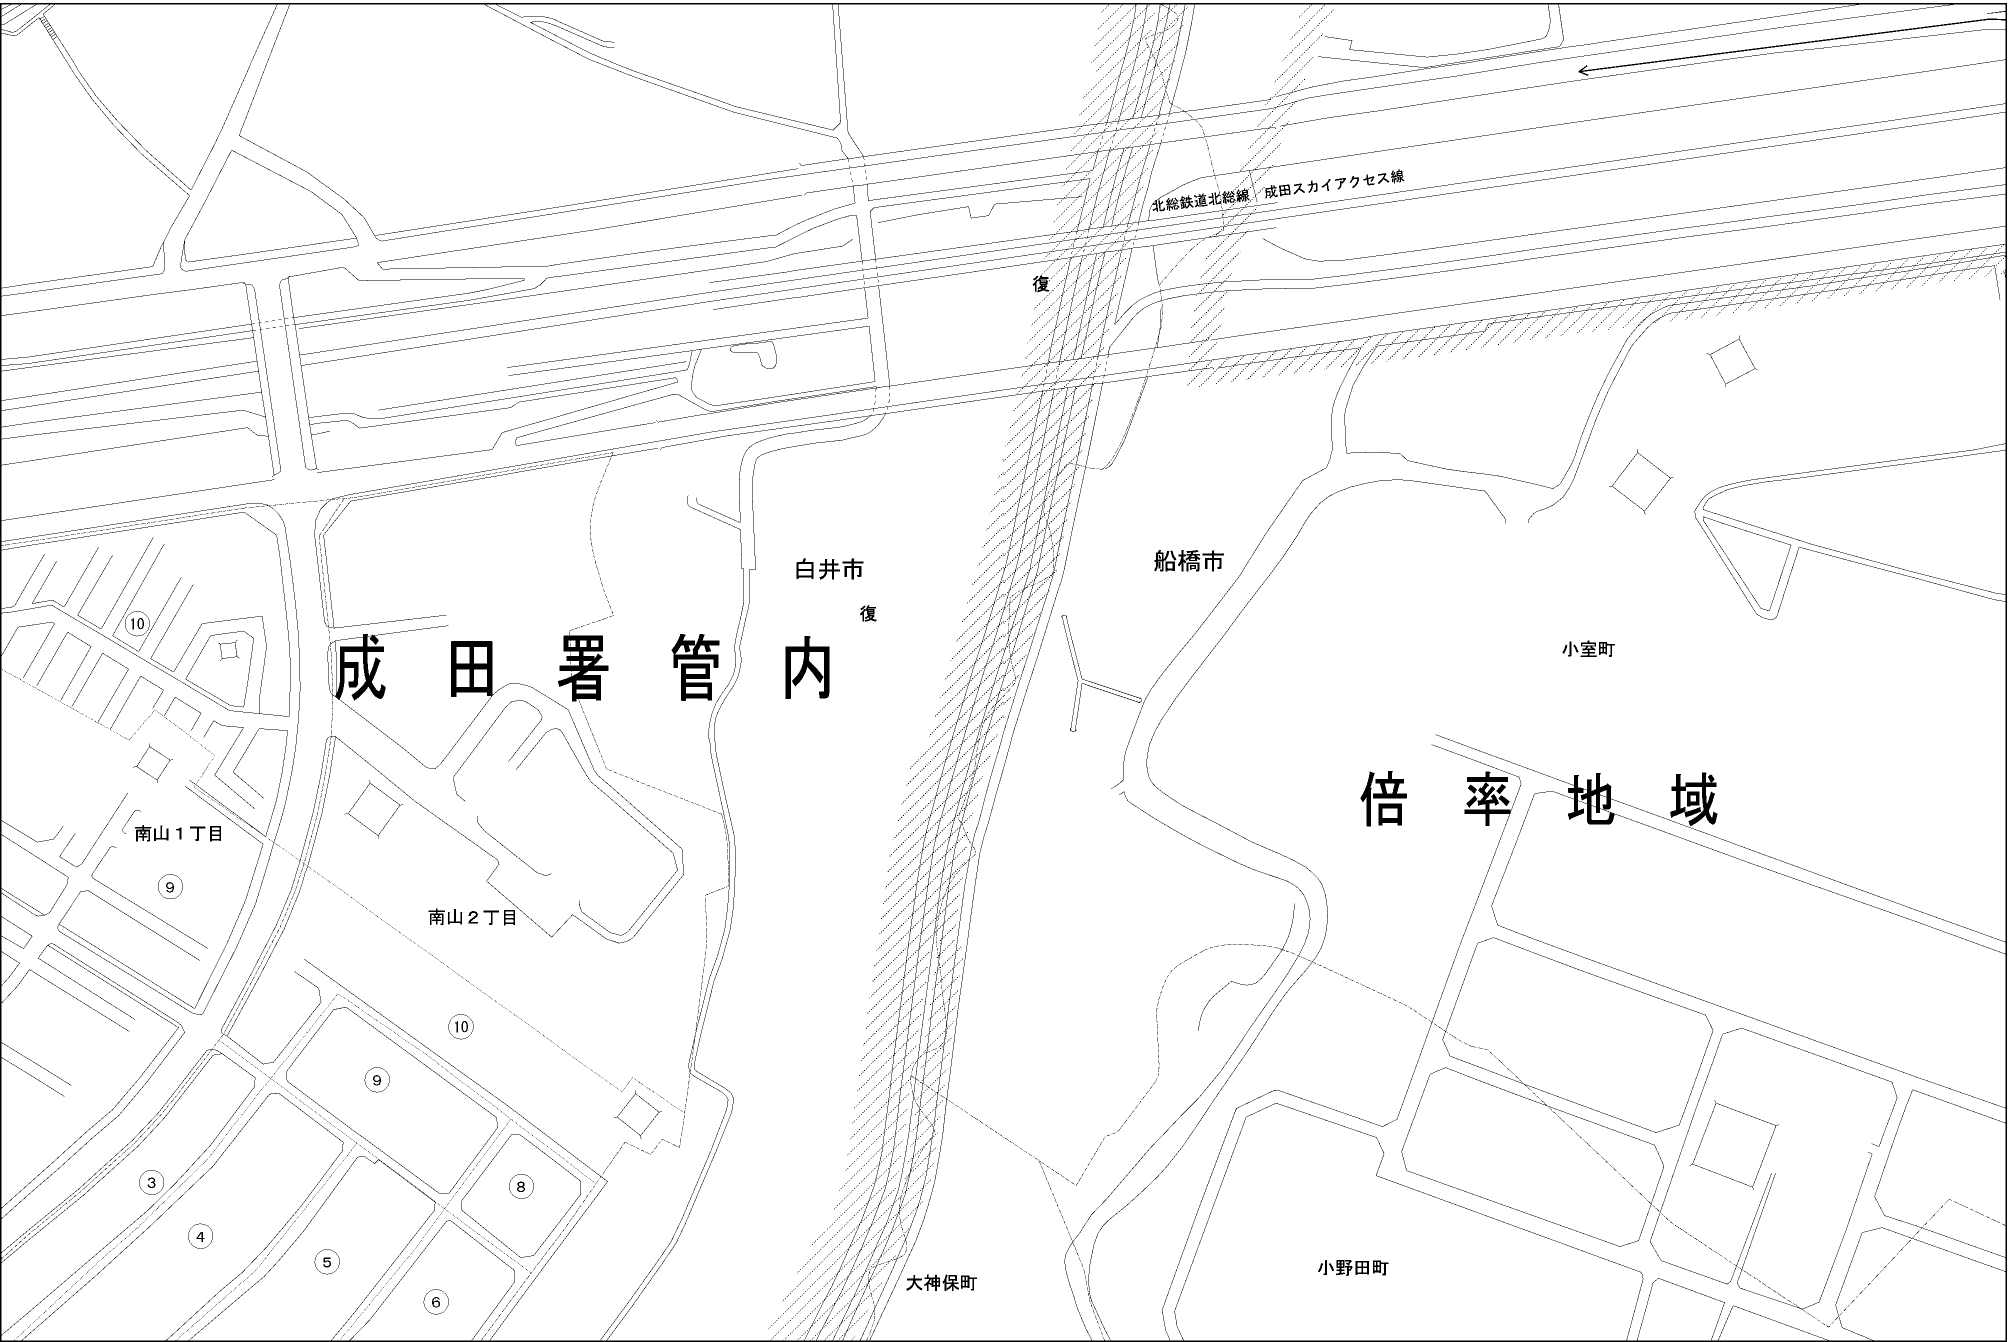 北総鉄道北総線
成田スカイアクセス線
復
白井市
船橋市
復
⑩
成田署管内
小室町
倍率地域
南山1丁目
⑨
南山2丁目
⑩
⑨
③
⑧
④
⑤
小野田町
大神保町
⑥